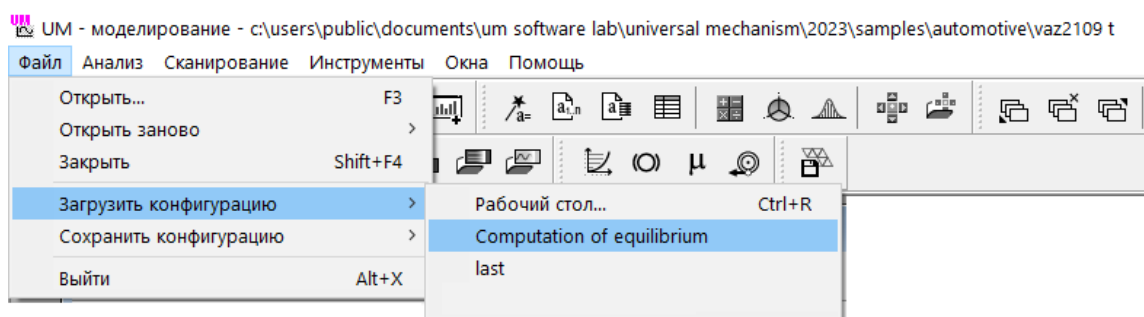 UM - моделирование - c:\users\public\documents\um software lab\universal mechanism\2023\samples\automotive\vaz2109 t
Файл Анализ Сканирование Инструменты Окна Помощь
Открыть... F3
Открыть заново
Закрыть Shift+F4
Загрузить конфигурацию
Рабочий стол... Ctrl+R
Сохранить конфигурацию
Computation of equilibrium
last
Выйти Alt+X